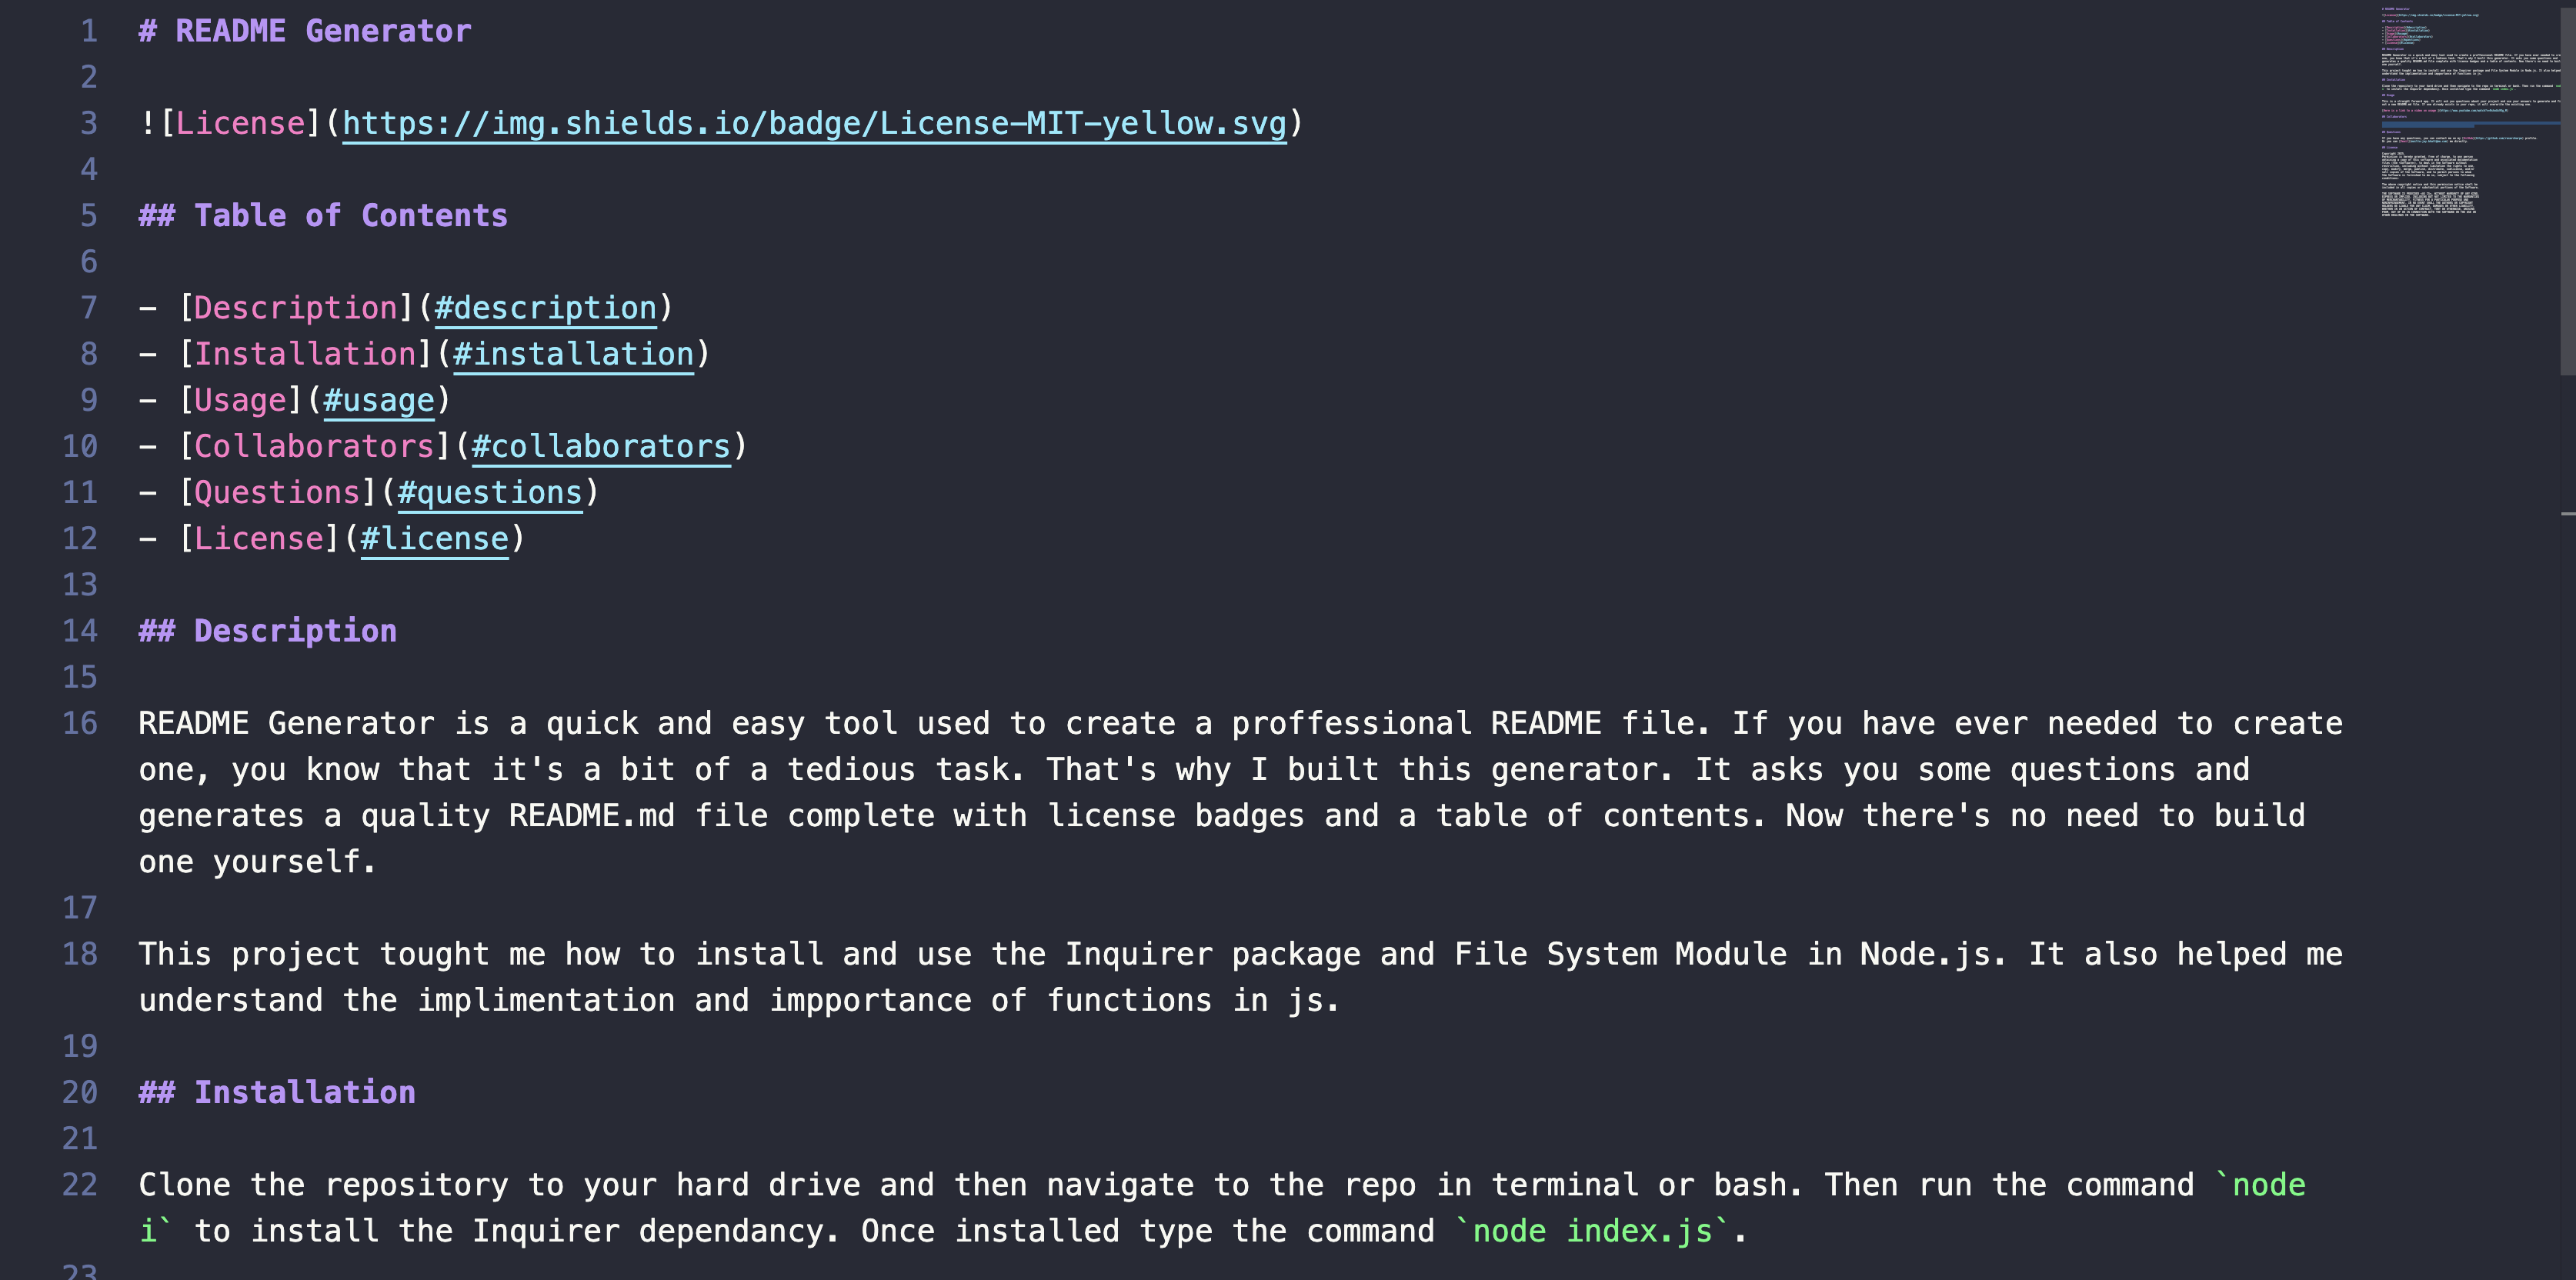 1 # README Generator
2
3 ![License](https://img.shields.io/badge/License-MIT-yellow.svg)
4
5 ## Table of Contents
6
7 - [Description](#description)
8 - [Installation](#installation)
9 - [Usage](#usage)
10 - [Collaborators](#collaborators)
11 - [Questions](#questions)
12 - [License](#license)
13
14 ## Description
15
16 README Generator is a quick and easy tool used to create a proffessional README file. If you have ever needed to create
one, you know that it's a bit of a tedious task. That's why I built this generator. It asks you some questions and
generates a quality README.md file complete with license badges and a table of contents. Now there's no need to build
one yourself.
17
18 This project tought me how to install and use the Inquirer package and File System Module in Node.js. It also helped me
understand the implimentation and impportance of functions in js.
19
20 ## Installation
21
22 Clone the repository to your hard drive and then navigate to the repo in terminal or bash. Then run the command `node
i` to install the Inquirer dependancy. Once installed type the command `node index.js`.
23